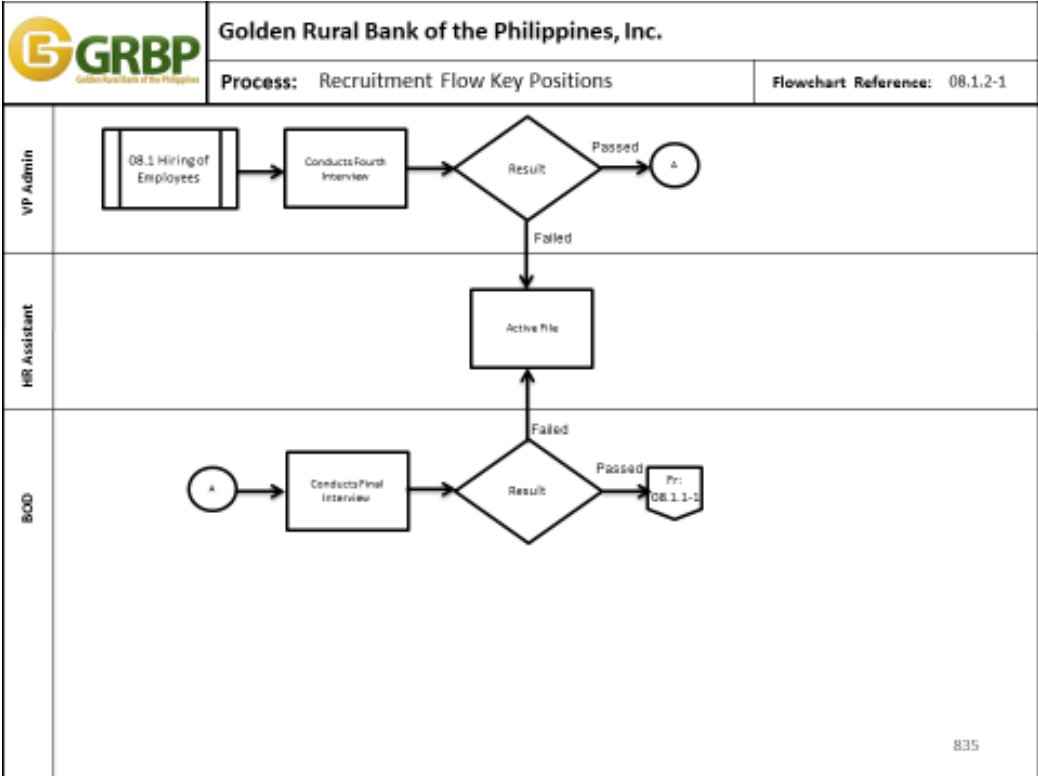 GRBP
Golden Rural Bank of the Philippines
Golden Rural Bank of the Philippines, Inc.
Process: Recruitment Flow Key Positions
Flowchart Reference: 08.1.2-1
VP Admin
08.1 Hiring of
Employees
Conducts Fourth
Interview
Result
Passed
A
Failed
HR Assistant
Active File
BOD
A
Conducts Final
Interview
Result
Failed
Passed
Fr:
08.1.1-1
835